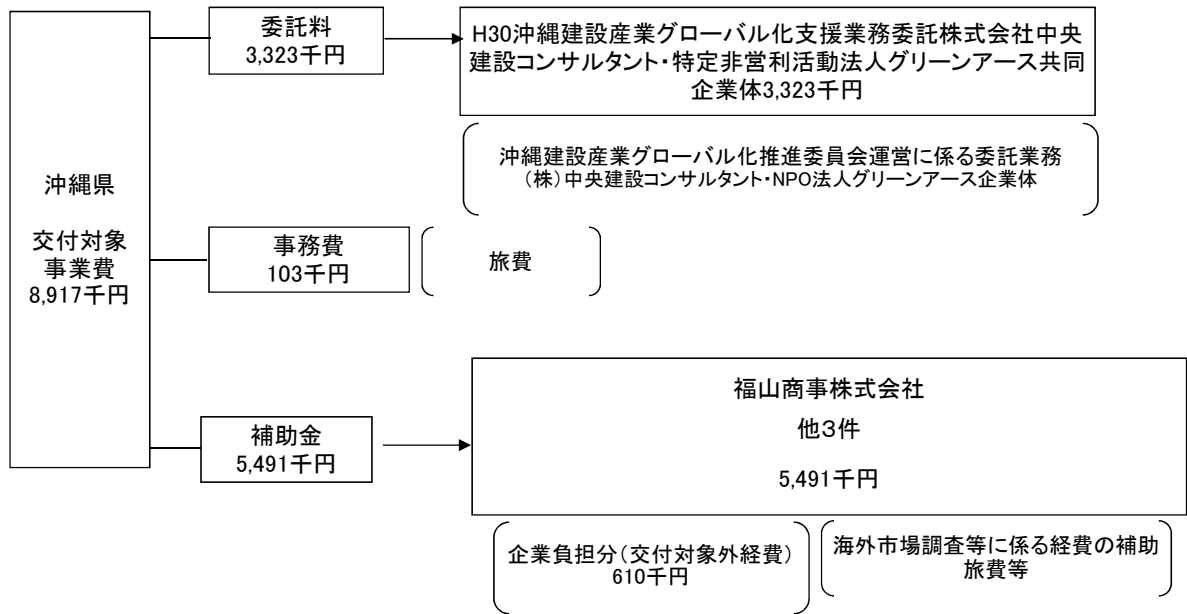 沖縄県
交付対象
事業費
8,917千円
委託料
3,323千円
H30沖縄建設産業グローバル化支援業務委託株式会社中央
建設コンサルタント・特定非営利活動法人グリーンアース共同
企業体3,323千円
沖縄建設産業グローバル化推進委員会運営に係る委託業務
(株)中央建設コンサルタント・NPO法人グリーンアース企業体
事務費
103千円
旅費
補助金
5,491千円
福山商事株式会社
他3件
5,491千円
企業負担分(交付対象外経費)
610千円
海外市場調査等に係る経費の補助
旅費等